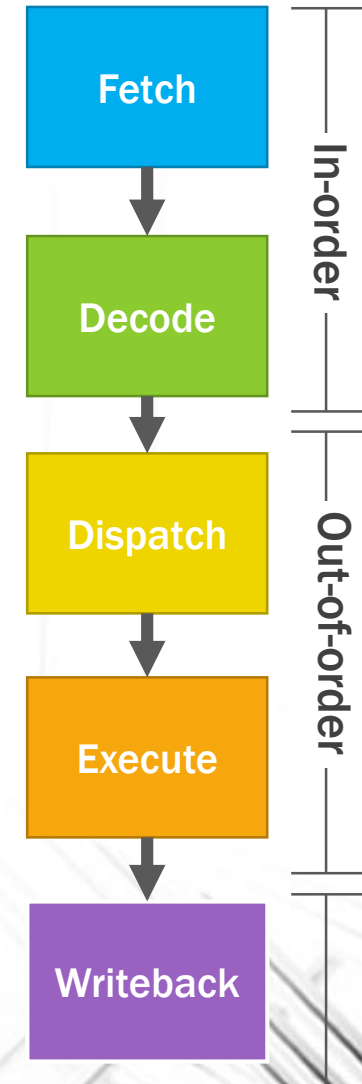 Fetch
In-order
Decode
Dispatch
Out-of-order
Execute
Writeback